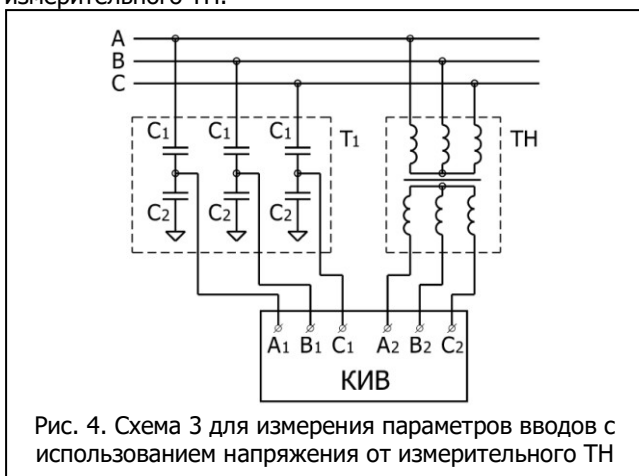 измерительного ТН.
A
B
C
C1 C1 C1 T1 ТН
C2 C2 C2
A1 B1 C1 A2 B2 C2
КИВ
Рис. 4. Схема 3 для измерения параметров вводов с
использованием напряжения от измерительного ТН